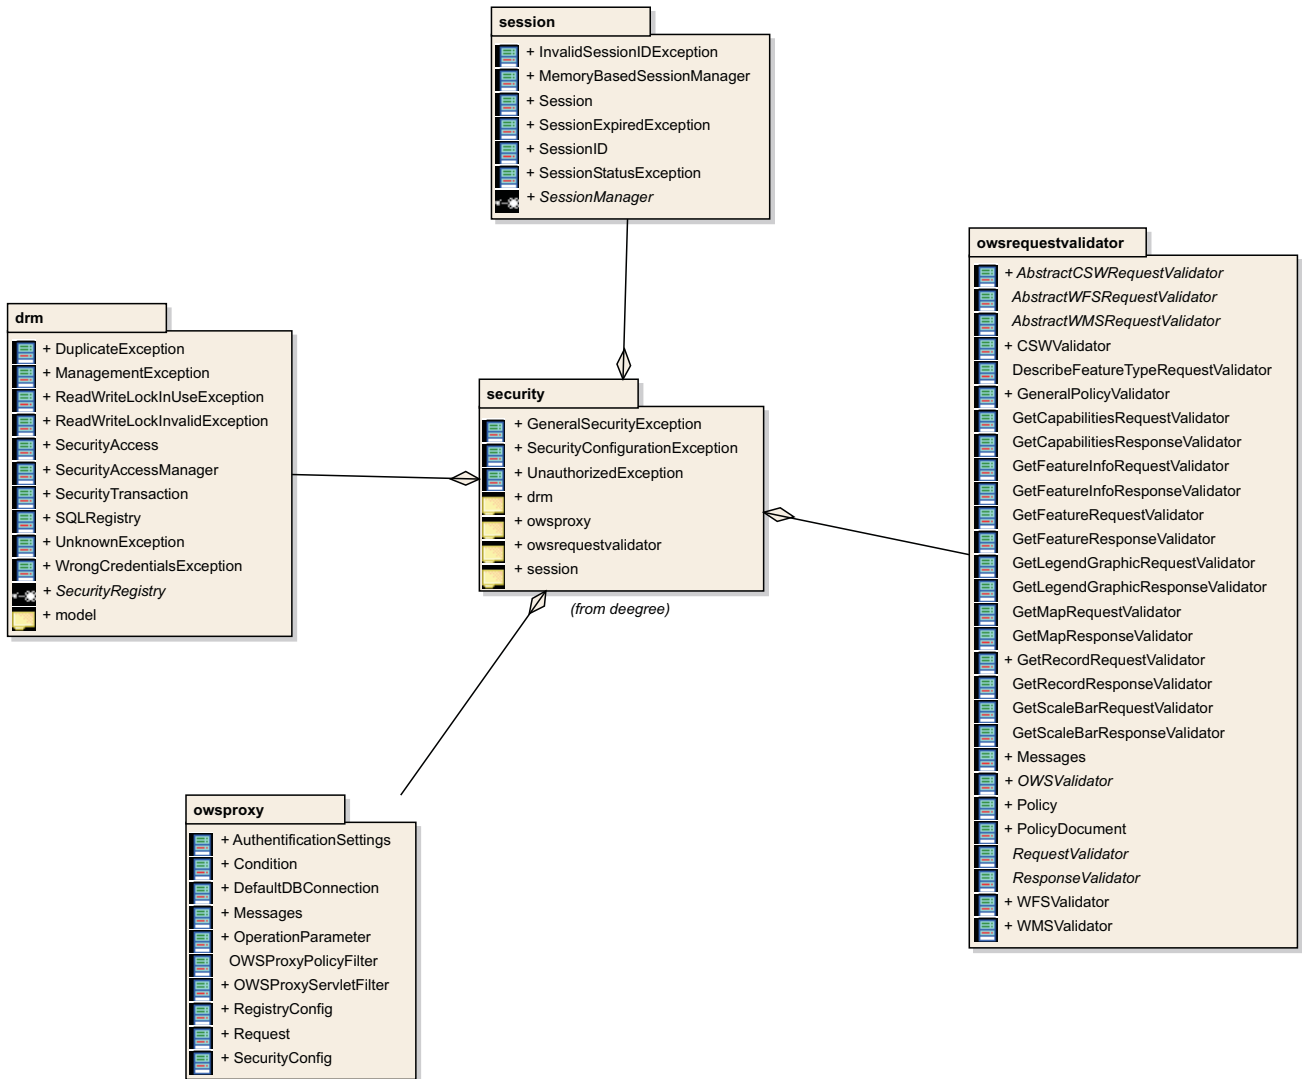 session
+ InvalidSessionIDException
+ MemoryBasedSessionManager
+ Session
+ SessionExpiredException
+ SessionID
+ SessionStatusException
+ SessionManager
owsrequestvalidator
+ AbstractCSWRequestValidator
AbstractWFSRequestValidator
AbstractWMSRequestValidator
+ CSWValidator
DescribeFeatureTypeRequestValidator
+ GeneralPolicyValidator
GetCapabilitiesRequestValidator
GetCapabilitiesResponseValidator
GetFeatureInfoRequestValidator
GetFeatureInfoResponseValidator
GetFeatureRequestValidator
GetFeatureResponseValidator
GetLegendGraphicRequestValidator
GetLegendGraphicResponseValidator
GetMapRequestValidator
GetMapResponseValidator
+ GetRecordRequestValidator
GetRecordResponseValidator
GetScaleBarRequestValidator
GetScaleBarResponseValidator
+ Messages
+ OWSValidator
+ Policy
+ PolicyDocument
RequestValidator
ResponseValidator
+ WFSValidator
+ WMSValidator
drm
+ DuplicateException
+ ManagementException
+ ReadWriteLockInUseException
+ ReadWriteLockInvalidException
+ SecurityAccess
+ SecurityAccessManager
+ SecurityTransaction
+ SQLRegistry
+ UnknownException
+ WrongCredentialsException
+ SecurityRegistry
+ model
security
+ GeneralSecurityException
+ SecurityConfigurationException
+ UnauthorizedException
+ drm
+ owsproxy
+ owsrequestvalidator
+ session
(from deegree)
owsproxy
+ AuthentificationSettings
+ Condition
+ DefaultDBConnection
+ Messages
+ OperationParameter
OWSProxyPolicyFilter
+ OWSProxyServletFilter
+ RegistryConfig
+ Request
+ SecurityConfig